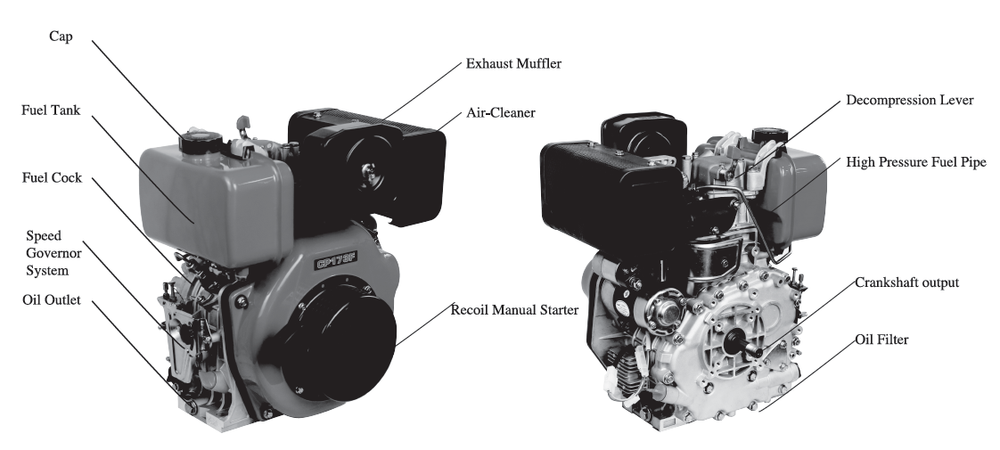 Cap
Exhaust Muffler
Air-Cleaner
Fuel Tank
Fuel Cock
Speed
Governor
System
Oil Outlet
Recoil Manual Starter
CP173F
Decompression Lever
High Pressure Fuel Pipe
Crankshaft output
Oil Filter